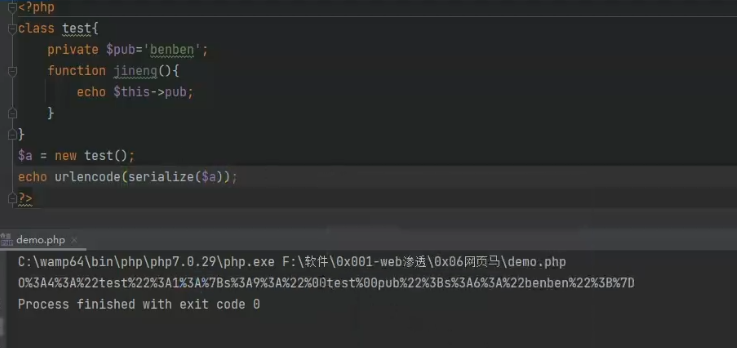 <?php
class test{
    private $pub='benben';
    function jineng(){
        echo $this->pub;
    }
}
$a = new test();
echo urlencode(serialize($a));
?>
demo.php ×
C:\wamp64\bin\php\php7.0.29\php.exe F:\软件\0x001-web渗透\0x06网页马\demo.php
O%3A4%3A%22test%22%3A1%3A%7Bs%3A9%3A%22%00test%00pub%22%3Bs%3A6%3A%22benben%22%3B%7D
Process finished with exit code 0